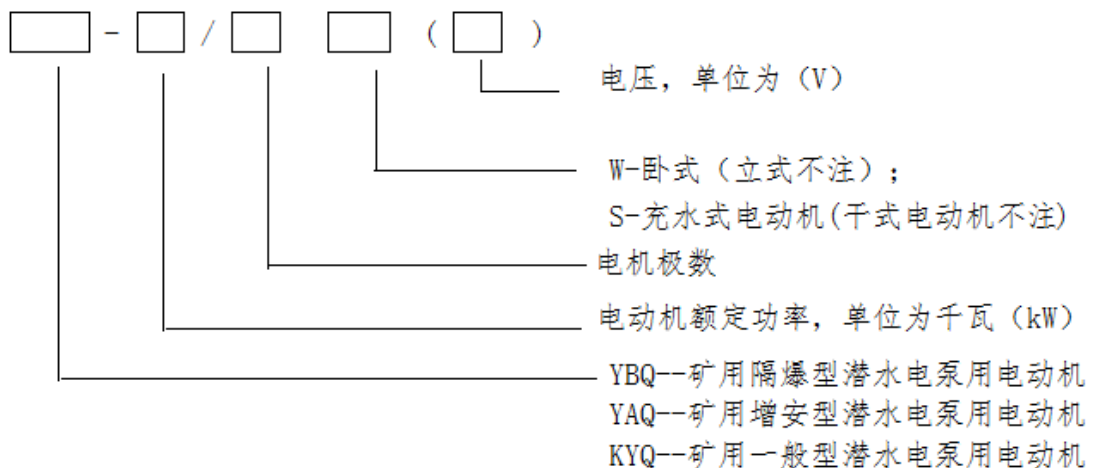 - / ( )
电压，单位为（V）
W-卧式（立式不注）；
S-充水式电动机(干式电动机不注)
电机极数
电动机额定功率，单位为千瓦（kW）
YBQ--矿用隔爆型潜水电泵用电动机
YAQ--矿用增安型潜水电泵用电动机
KYQ--矿用一般型潜水电泵用电动机